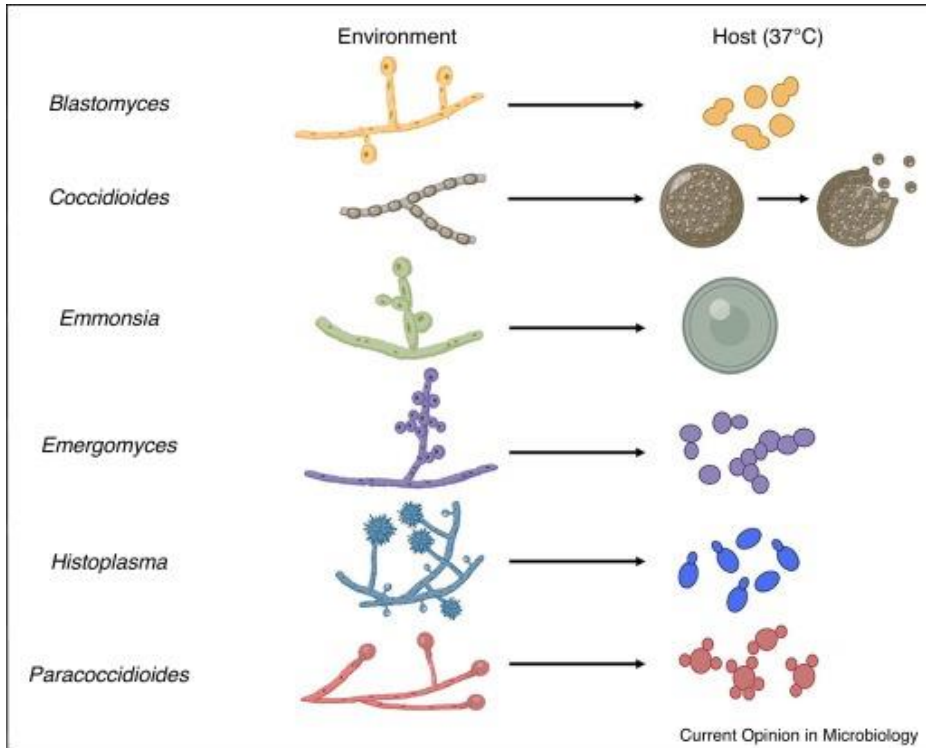 Environment
Host (37°C)
Blastomyces
Coccidioides
Emmonsia
Emergomyces
Histoplasma
Paracoccidioides
Current Opinion in Microbiology